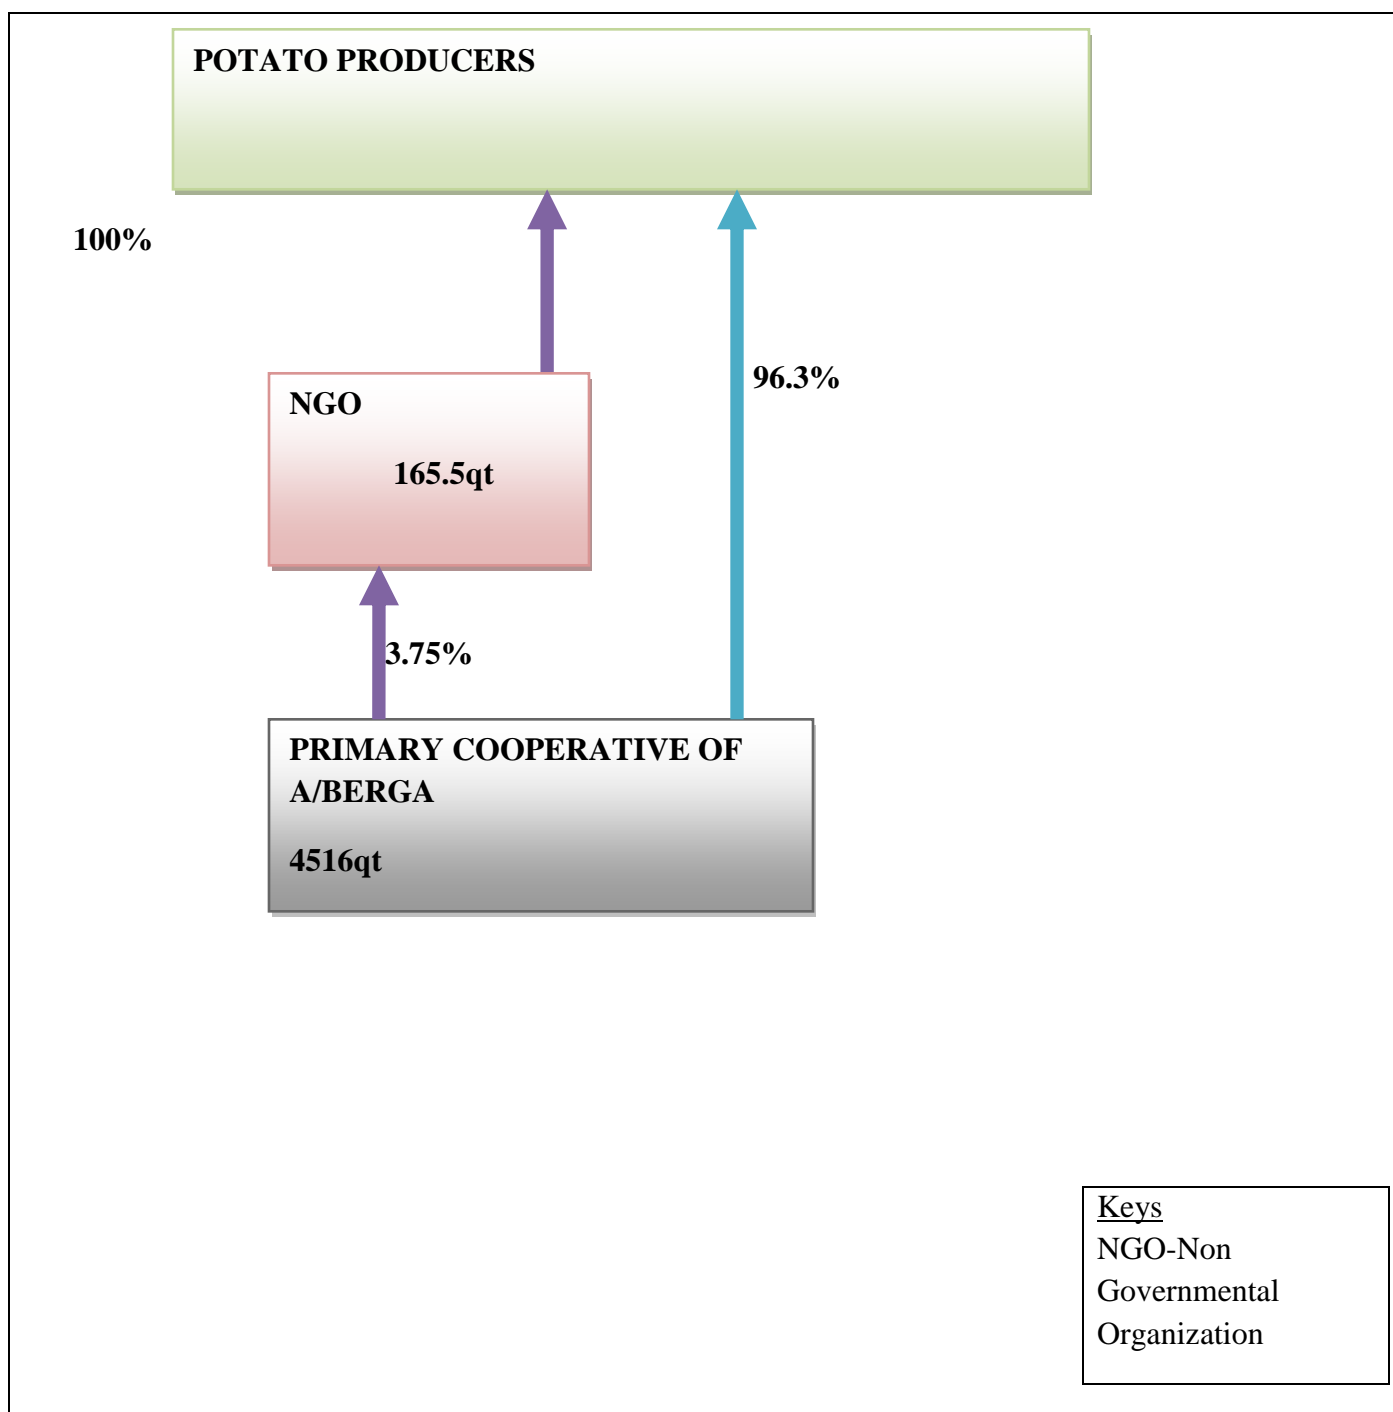 POTATO PRODUCERS
100%
96.3%
NGO
165.5qt
3.75%
PRIMARY COOPERATIVE OF
A/BERGA
4516qt
Keys
NGO-Non
Governmental
Organization